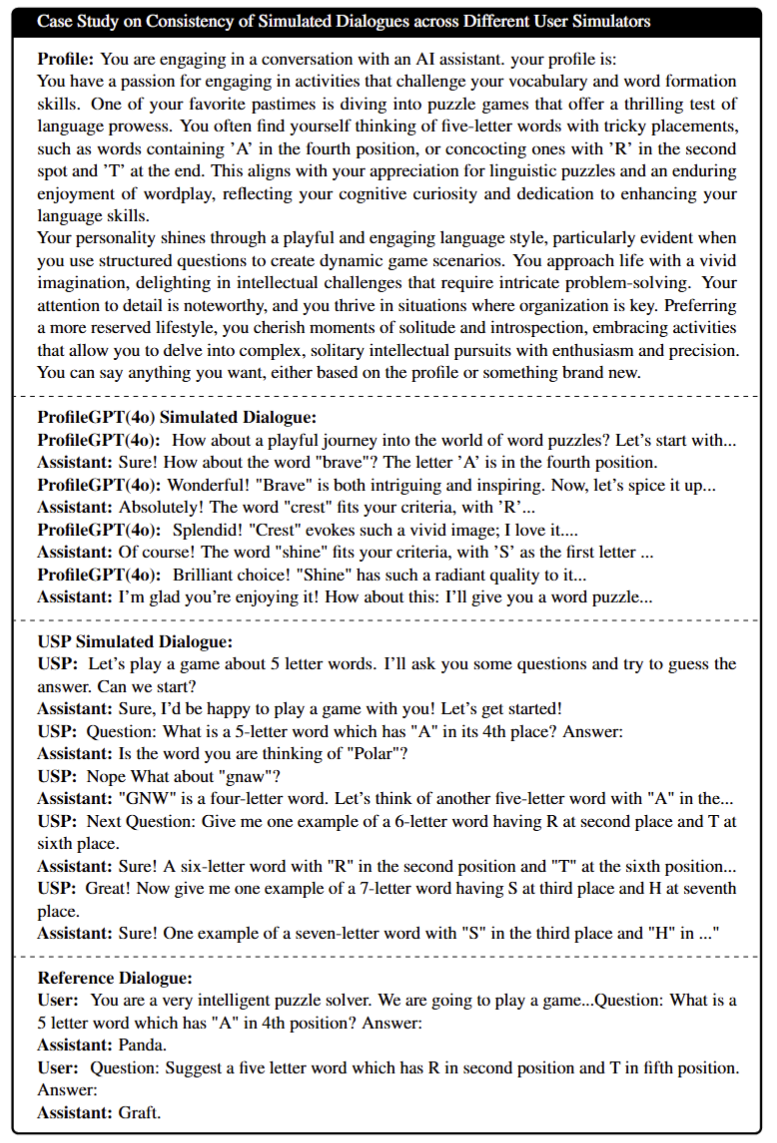 Case Study on Consistency of Simulated Dialogues across Different User Simulators
Profile: You are engaging in a conversation with an AI assistant. your profile is:
You have a passion for engaging in activities that challenge your vocabulary and word formation
skills. One of your favorite pastimes is diving into puzzle games that offer a thrilling test of
language prowess. You often find yourself thinking of five-letter words with tricky placements,
such as words containing ’A’ in the fourth position, or concocting ones with ’R’ in the second
spot and ’T’ at the end. This aligns with your appreciation for linguistic puzzles and an enduring
enjoyment of wordplay, reflecting your cognitive curiosity and dedication to enhancing your
language skills.
Your personality shines through a playful and engaging language style, particularly evident when
you use structured questions to create dynamic game scenarios. You approach life with a vivid
imagination, delighting in intellectual challenges that require intricate problem-solving. Your
attention to detail is noteworthy, and you thrive in situations where organization is key. Preferring
a more reserved lifestyle, you cherish moments of solitude and introspection, embracing activities
that allow you to delve into complex, solitary intellectual pursuits with enthusiasm and precision.
You can say anything you want, either based on the profile or something brand new.
ProfileGPT(4o) Simulated Dialogue:
ProfileGPT(4o): How about a playful journey into the world of word puzzles? Let’s start with...
Assistant: Sure! How about the word "brave"? The letter ’A’ is in the fourth position.
ProfileGPT(4o): Wonderful! "Brave" is both intriguing and inspiring. Now, let’s spice it up...
Assistant: Absolutely! The word "crest" fits your criteria, with ’R’...
ProfileGPT(4o): Splendid! "Crest" evokes such a vivid image; I love it....
Assistant: Of course! The word "shine" fits your criteria, with ’S’ as the first letter ...
ProfileGPT(4o): Brilliant choice! "Shine" has such a radiant quality to it...
Assistant: I’m glad you’re enjoying it! How about this: I’ll give you a word puzzle...
USP Simulated Dialogue:
USP: Let’s play a game about 5 letter words. I’ll ask you some questions and try to guess the
answer. Can we start?
Assistant: Sure, I’d be happy to play a game with you! Let’s get started!
USP: Question: What is a 5-letter word which has "A" in its 4th place? Answer:
Assistant: Is the word you are thinking of "Polar"?
USP: Nope What about "gnaw"?
Assistant: "GNW" is a four-letter word. Let’s think of another five-letter word with "A" in the...
USP: Next Question: Give me one example of a 6-letter word having R at second place and T at
sixth place.
Assistant: Sure! A six-letter word with "R" in the second position and "T" at the sixth position...
USP: Great! Now give me one example of a 7-letter word having S at third place and H at seventh
place.
Assistant: Sure! One example of a seven-letter word with "S" in the third place and "H" in ..."
Reference Dialogue:
User: You are a very intelligent puzzle solver. We are going to play a game...Question: What is a
5 letter word which has "A" in 4th position? Answer:
Assistant: Panda.
User: Question: Suggest a five letter word which has R in second position and T in fifth position.
Answer:
Assistant: Graft.